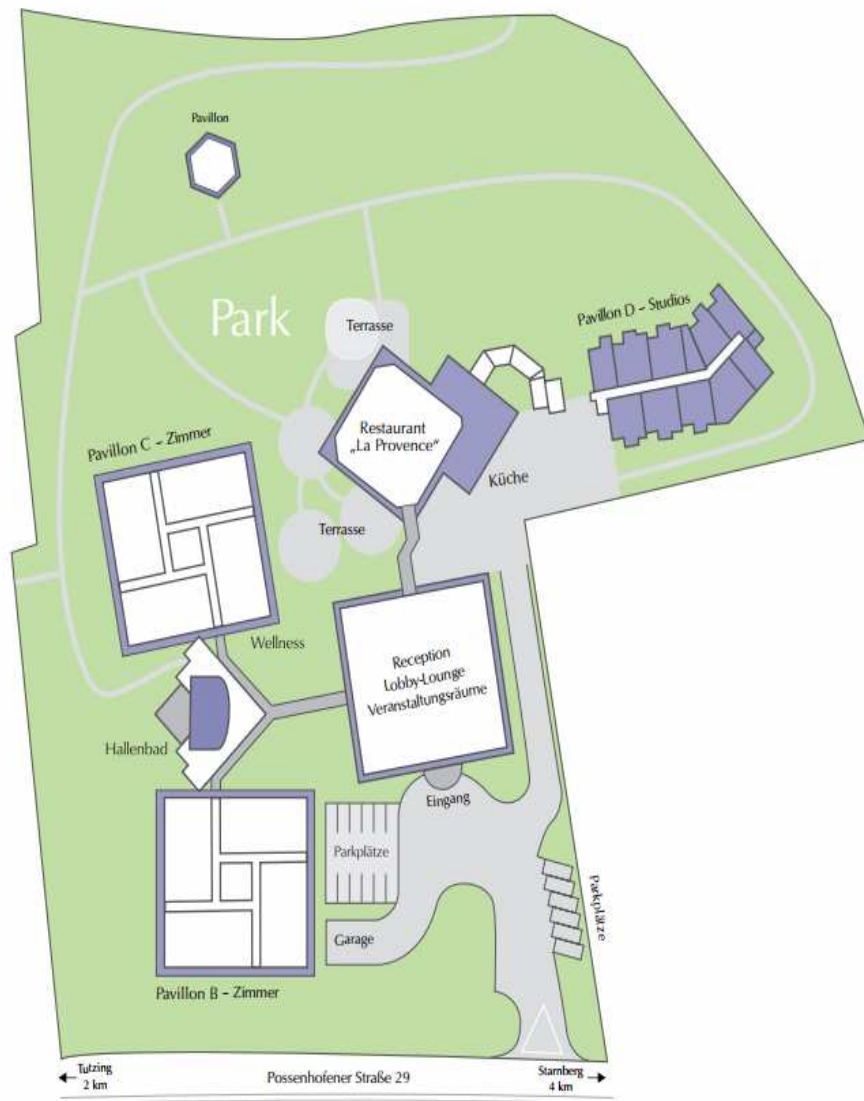 Pavillon
Park
Terrasse
Pavillon D – Studios
Restaurant
„La Provence“
Pavillon C – Zimmer
Küche
Terrasse
Wellness
Reception
Lobby-Lounge
Veranstaltungsräume
Hallenbad
Eingang
Parkplätze
Parkplätze
Garage
Pavillon B – Zimmer
Tutzing
2 km
Possenhofener Straße 29
Starnberg
4 km